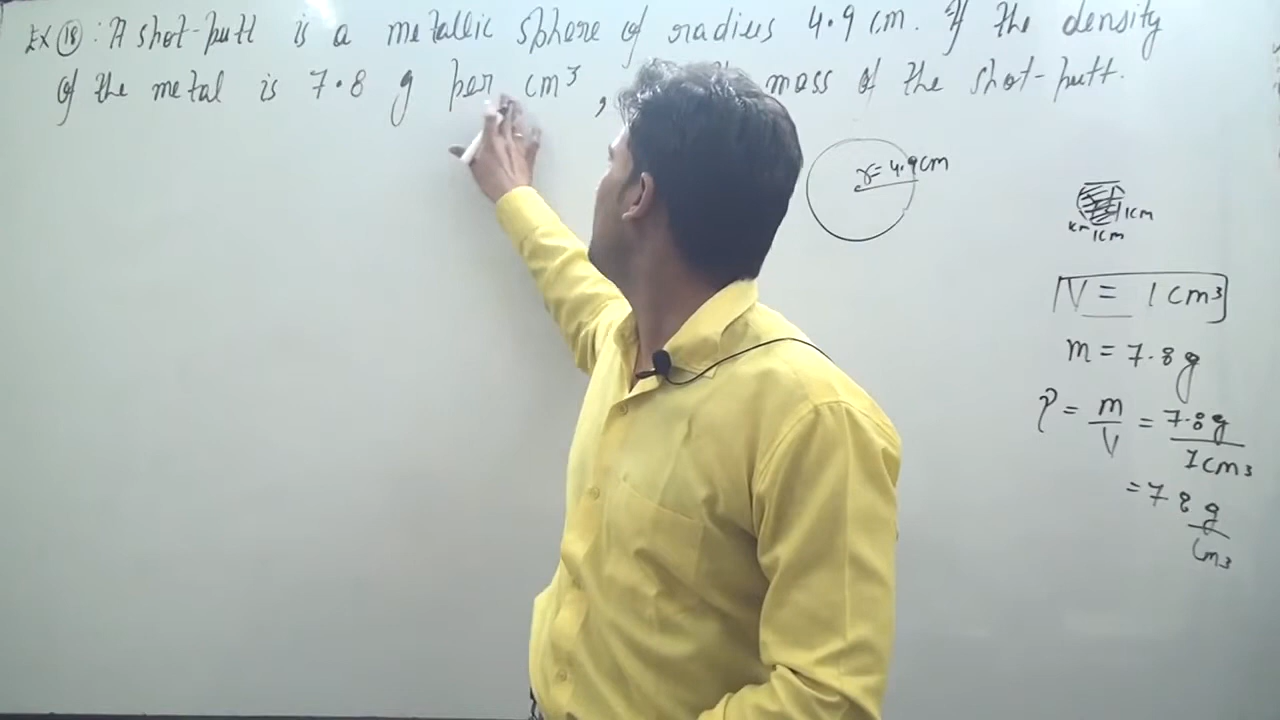 Ex 18 : A shot-putt is a metallic sphere of radius 4.9 cm. If the density
of the metal is 7.8 g per cm³, mass of the shot-putt.
r= 4.9cm
1cm
1cm
V = 1 cm³
m = 7.8 g
ρ = m/V = 7.8 g/1 cm³
= 7 8 g/cm³